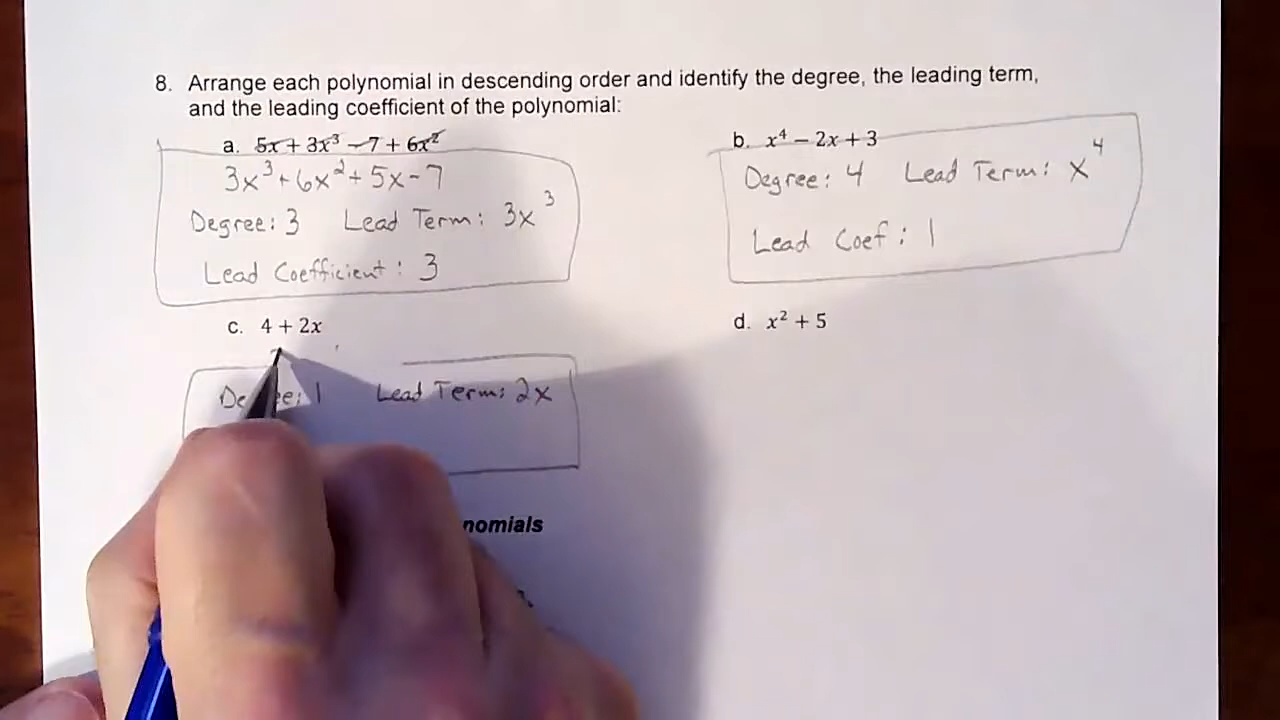 8. Arrange each polynomial in descending order and identify the degree, the leading term,
and the leading coefficient of the polynomial:
a. 5x + 3x³ − 7 + 6x²
3x³ + 6x² + 5x − 7
Degree: 3 Lead Term: 3x³
Lead Coefficient: 3
b. x⁴ − 2x + 3
Degree: 4 Lead Term: x⁴
Lead Coef: 1
c. 4 + 2x
1 Lead Term: 2x
d. x² + 5